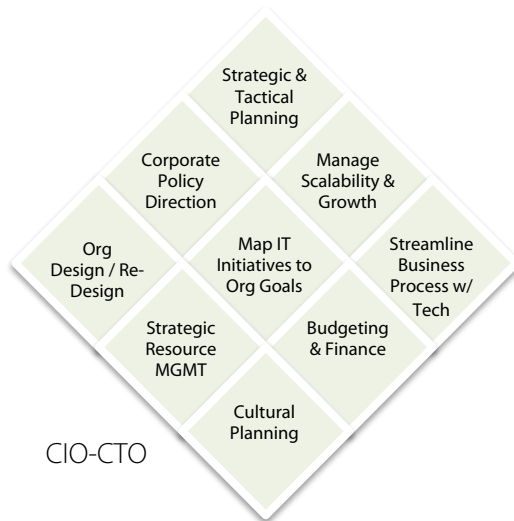 Strategic &
Tactical
Planning
Corporate
Policy
Direction
Manage
Scalability &
Growth
Org
Design / Re-
Design
Map IT
Initiatives to
Org Goals
Streamline
Business
Process w/
Tech
Strategic
Resource
MGMT
Budgeting
& Finance
Cultural
Planning
CIO-CTO